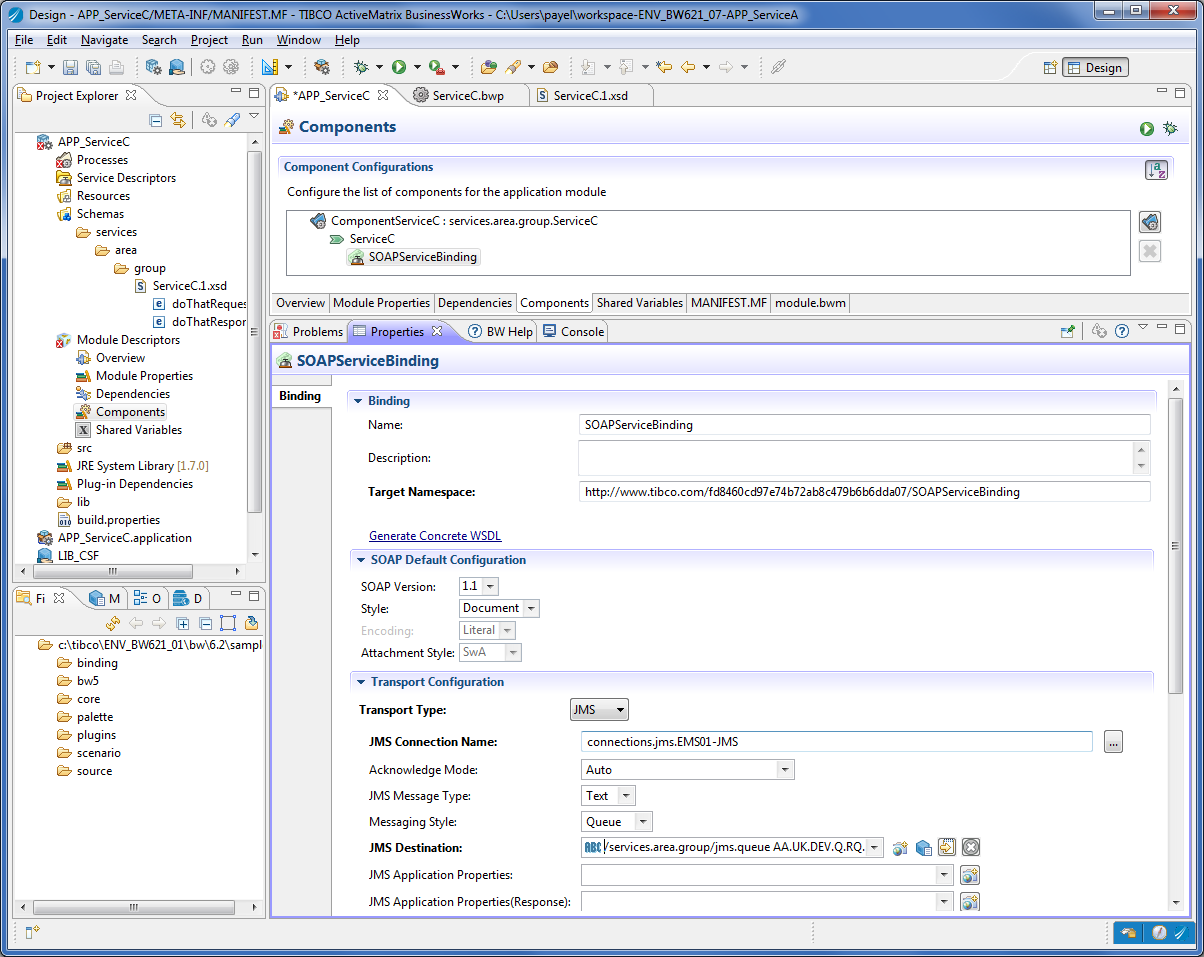 Design - APP_ServiceC/META-INF/MANIFEST.MF - TIBCO ActiveMatrix BusinessWorks - C:\Users\payel\workspace-ENV_BW621_07-APP_ServiceA
File Edit Navigate Search Project Run Window Help
Design
Project Explorer
APP_ServiceC
Processes
Service Descriptors
Resources
Schemas
services
area
group
ServiceC.1.xsd
doThatReques
doThatRespor
Module Descriptors
Overview
Module Properties
Dependencies
Components
Shared Variables
src
JRE System Library [1.7.0]
Plug-in Dependencies
lib
build.properties
APP_ServiceC.application
LIB_CSF
Fi M O D
c:\tibco\ENV_BW621_01\bw\6.2\sampl
binding
bw5
core
palette
plugins
scenario
source
*APP_ServiceC ServiceC.bwp ServiceC.1.xsd
Components
Component Configurations
Configure the list of components for the application module
ComponentServiceC : services.area.group.ServiceC
ServiceC
SOAPServiceBinding
Overview Module Properties Dependencies Components Shared Variables MANIFEST.MF module.bwm
Problems Properties BW Help Console
SOAPServiceBinding
Binding
Binding
Name: SOAPServiceBinding
Description:
Target Namespace: http://www.tibco.com/fd8460cd97e74b72ab8c479b6b6dda07/SOAPServiceBinding
Generate Concrete WSDL
SOAP Default Configuration
SOAP Version: 1.1
Style: Document
Encoding: Literal
Attachment Style: SwA
Transport Configuration
Transport Type: JMS
JMS Connection Name: connections.jms.EMS01-JMS ...
Acknowledge Mode: Auto
JMS Message Type: Text
Messaging Style: Queue
JMS Destination: ABC /services.area.group/jms.queue AA.UK.DEV.Q.RQ.
JMS Application Properties:
JMS Application Properties(Response):